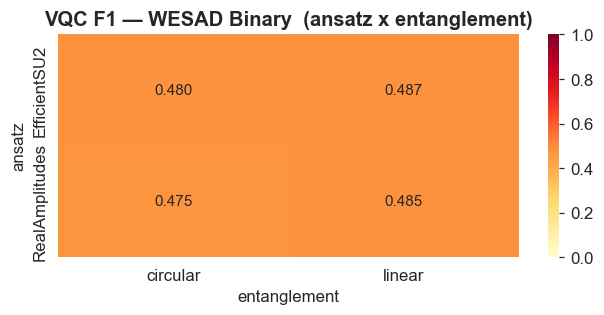 VQC F1 — WESAD Binary (ansatz x entanglement)
ansatz
EfficientSU2
RealAmplitudes
0.480 0.487
0.475 0.485
circular linear
entanglement
1.0
0.8
0.6
0.4
0.2
0.0